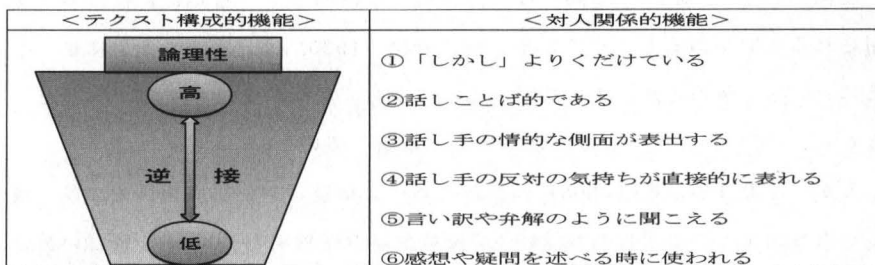 <テクスト構成的機能>
<対人関係的機能>
論理性
高
逆 接
低
①「しかし」よりくだけている
②話しことば的である
③話し手の情的な側面が表出する
④話し手の反対の気持ちが直接的に表れる
⑤言い訳や弁解のように聞こえる
⑥感想や疑問を述べる時に使われる